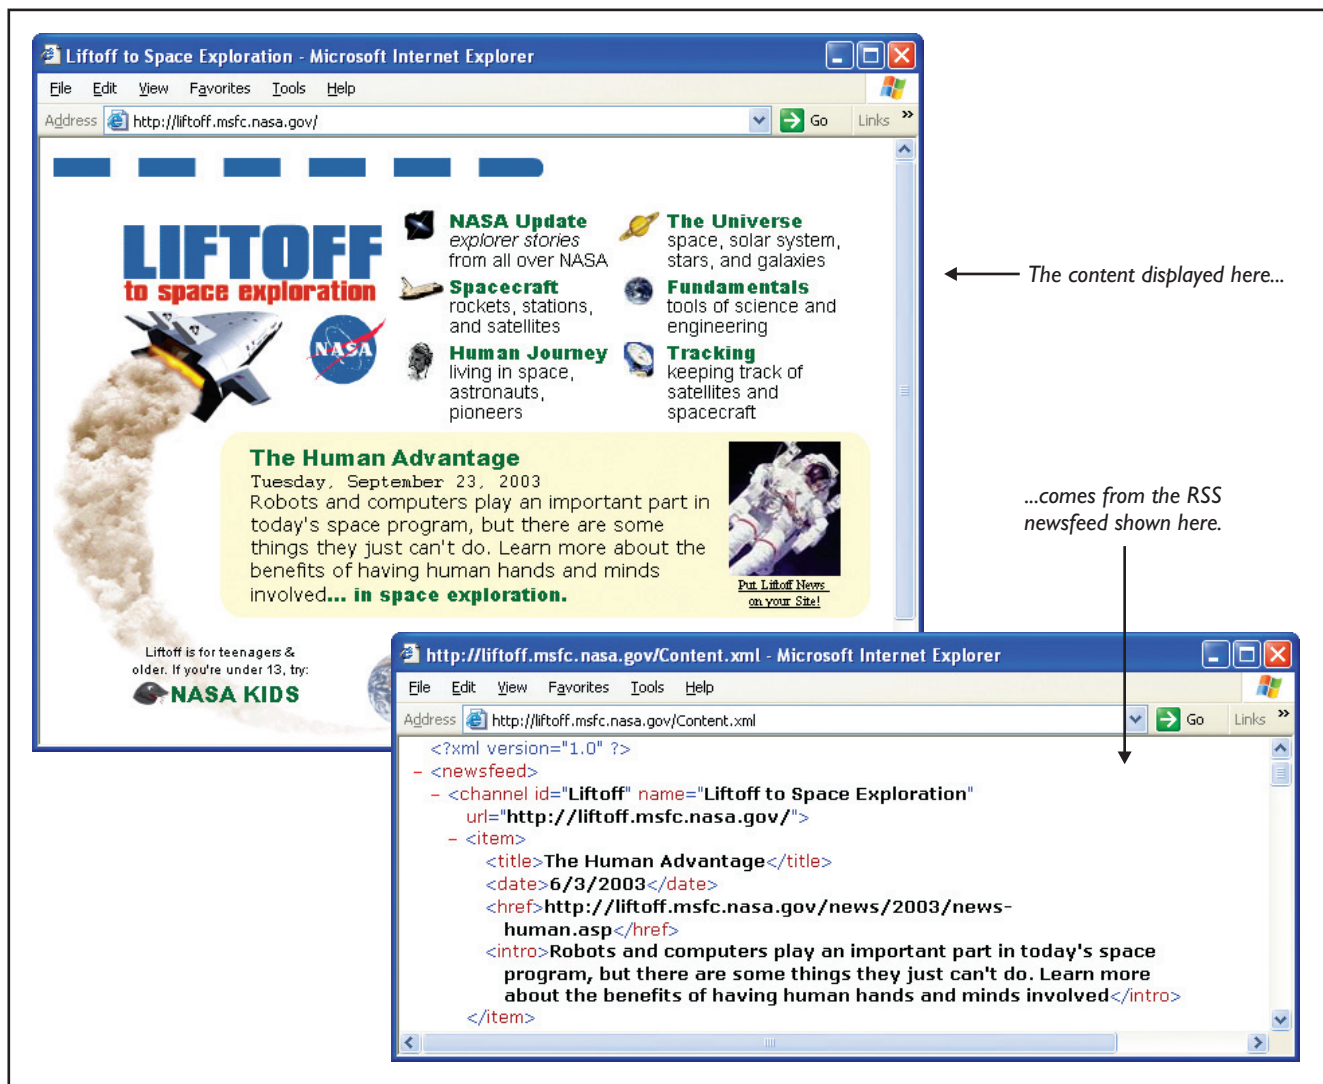 Liftoff to Space Exploration - Microsoft Internet Explorer
File Edit View Favorites Tools Help
Address http://liftoff.msfc.nasa.gov/ Go Links »
LIFTOFF
to space exploration
NASA
NASA Update
explorer stories
from all over NASA
Spacecraft
rockets, stations,
and satellites
Human Journey
living in space,
astronauts,
pioneers
The Universe
space, solar system,
stars, and galaxies
Fundamentals
tools of science and
engineering
Tracking
keeping track of
satellites and
spacecraft
The Human Advantage
Tuesday, September 23, 2003
Robots and computers play an important part in
today's space program, but there are some
things they just can't do. Learn more about the
benefits of having human hands and minds
involved... in space exploration.
Put Liftoff News
on your Site!
Liftoff is for teenagers &
older. If you're under 13, try:
NASA KIDS
The content displayed here...
...comes from the RSS
newsfeed shown here.
http://liftoff.msfc.nasa.gov/Content.xml - Microsoft Internet Explorer
File Edit View Favorites Tools Help
Address http://liftoff.msfc.nasa.gov/Content.xml Go Links »
<?xml version="1.0" ?>
- <newsfeed>
- <channel id="Liftoff" name="Liftoff to Space Exploration"
url="http://liftoff.msfc.nasa.gov/">
- <item>
<title>The Human Advantage</title>
<date>6/3/2003</date>
<href>http://liftoff.msfc.nasa.gov/news/2003/news-
human.asp</href>
<intro>Robots and computers play an important part in today's space
program, but there are some things they just can't do. Learn more
about the benefits of having human hands and minds involved</intro>
</item>